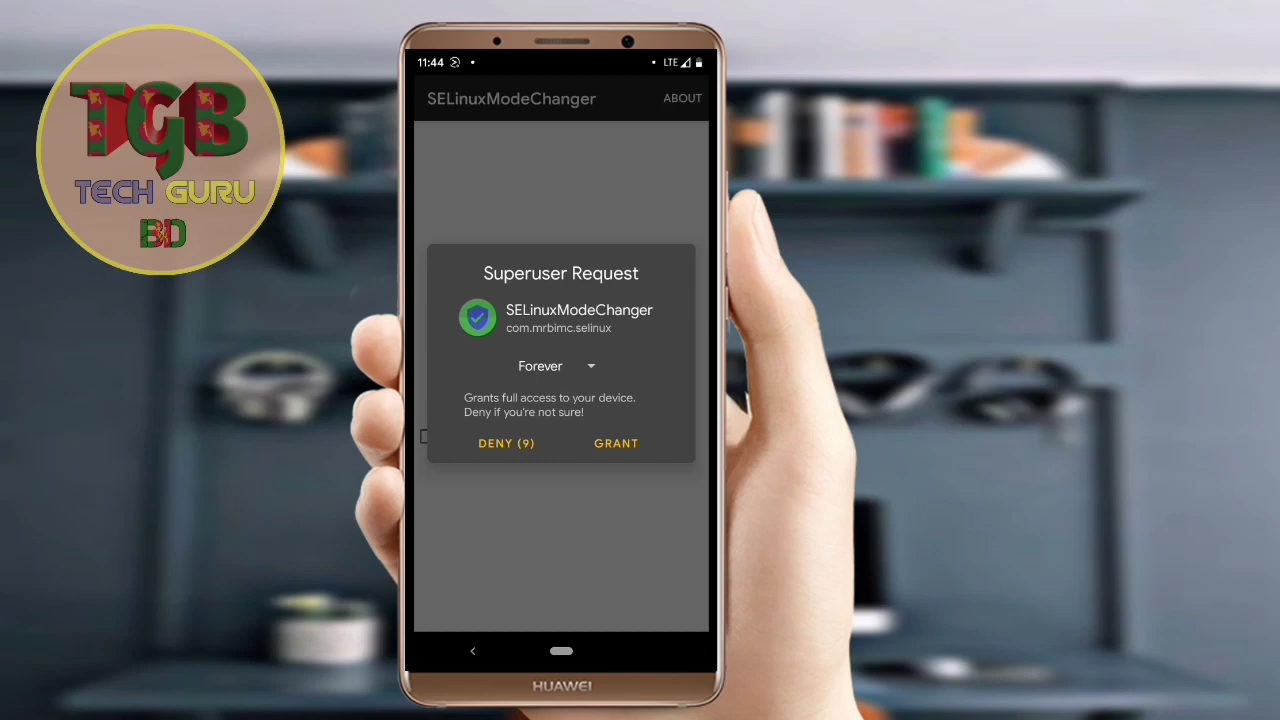 TGB
TECH GURU
BD
11:44
LTE
SELinuxModeChanger
ABOUT
Superuser Request
SELinuxModeChanger
com.mrbimc.selinux
Forever
Grants full access to your device.
Deny if you're not sure!
DENY (9)
GRANT
HUAWEI